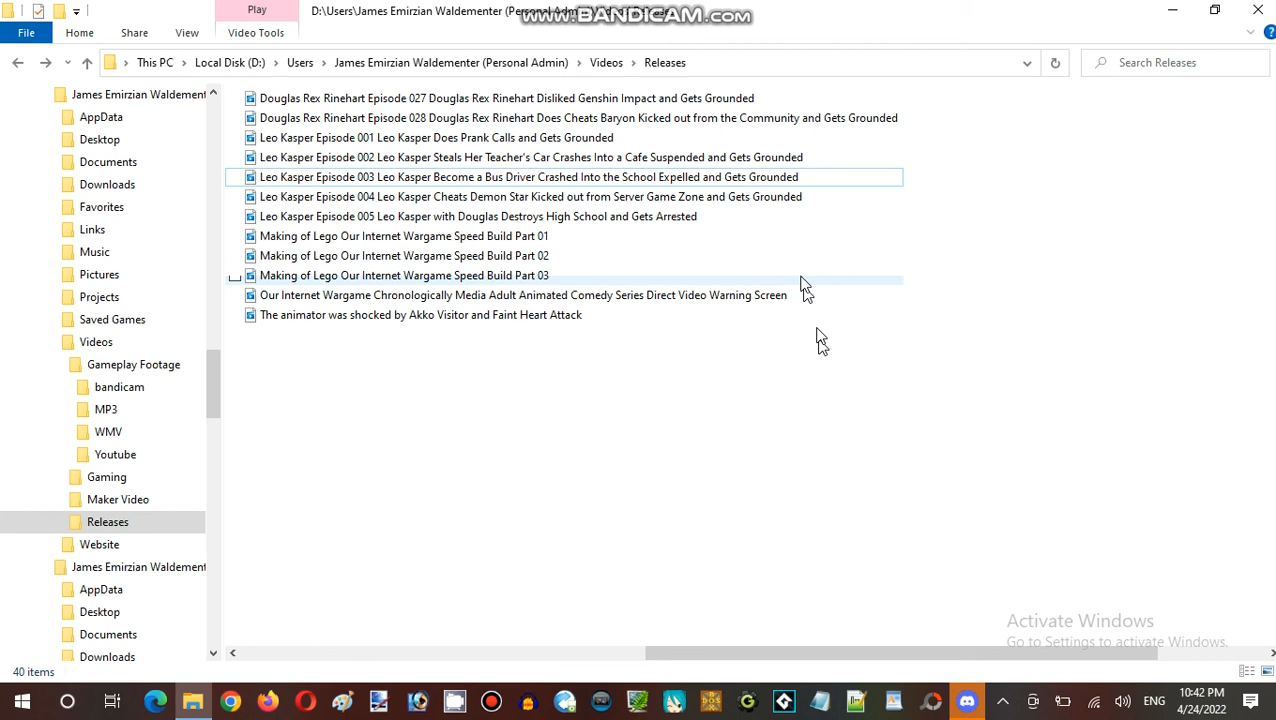 Play
D:\Users\James Emirzian Waldementer (Personal Admin)
www.BANDICAM.com
File
Home
Share
View
Video Tools
This PC
Local Disk (D:)
Users
James Emirzian Waldementer (Personal Admin)
Videos
Releases
Search Releases
James Emirzian Waldement
AppData
Desktop
Documents
Downloads
Favorites
Links
Music
Pictures
Projects
Saved Games
Videos
Gameplay Footage
bandicam
MP3
WMV
Youtube
Gaming
Maker Video
Releases
Website
James Emirzian Waldement
AppData
Desktop
Documents
Downloads
Douglas Rex Rinehart Episode 027 Douglas Rex Rinehart Disliked Genshin Impact and Gets Grounded
Douglas Rex Rinehart Episode 028 Douglas Rex Rinehart Does Cheats Baryon Kicked out from the Community and Gets Grounded
Leo Kasper Episode 001 Leo Kasper Does Prank Calls and Gets Grounded
Leo Kasper Episode 002 Leo Kasper Steals Her Teacher's Car Crashes Into a Cafe Suspended and Gets Grounded
Leo Kasper Episode 003 Leo Kasper Become a Bus Driver Crashed Into the School Expelled and Gets Grounded
Leo Kasper Episode 004 Leo Kasper Cheats Demon Star Kicked out from Server Game Zone and Gets Grounded
Leo Kasper Episode 005 Leo Kasper with Douglas Destroys High School and Gets Arrested
Making of Lego Our Internet Wargame Speed Build Part 01
Making of Lego Our Internet Wargame Speed Build Part 02
Making of Lego Our Internet Wargame Speed Build Part 03
Our Internet Wargame Chronologically Media Adult Animated Comedy Series Direct Video Warning Screen
The animator was shocked by Akko Visitor and Faint Heart Attack
Activate Windows
Go to Settings to activate Windows.
40 items
ENG
10:42 PM
4/24/2022